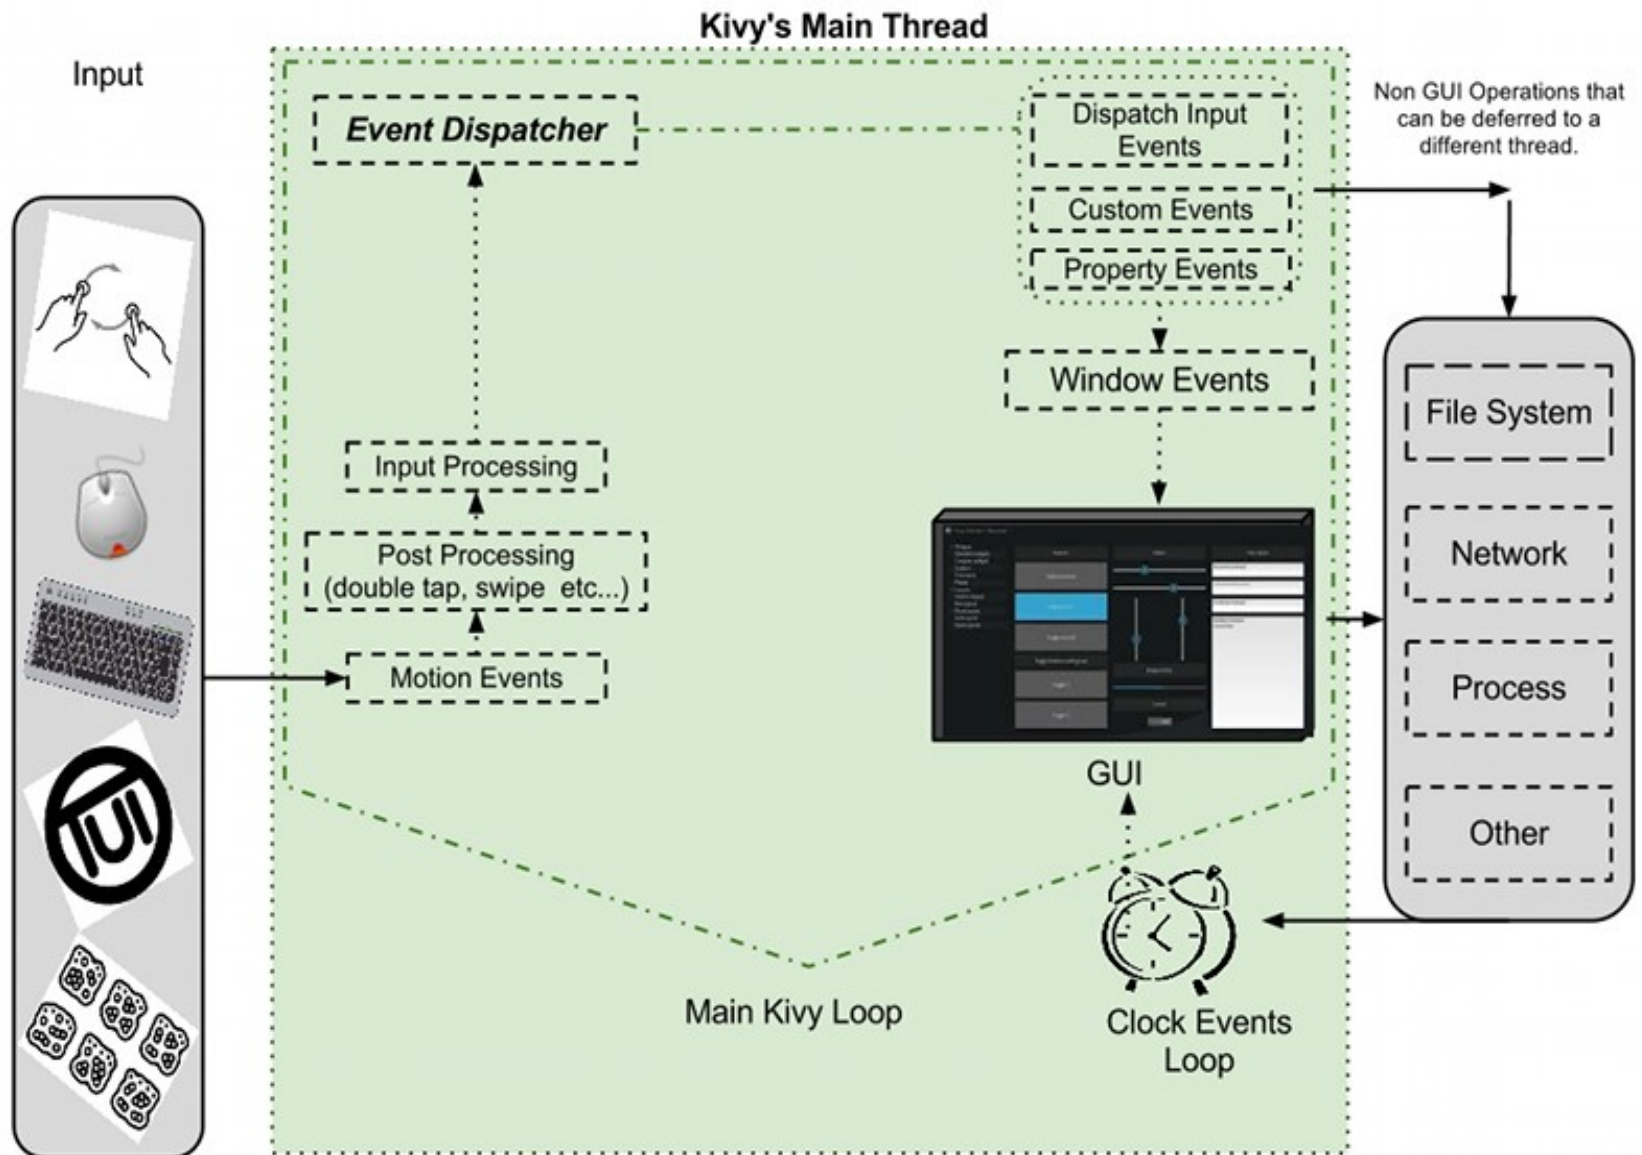 Kivy's Main Thread
Input
Event Dispatcher
Dispatch Input
Events
Custom Events
Property Events
Non GUI Operations that
can be deferred to a
different thread.
Window Events
Input Processing
Post Processing
(double tap, swipe etc...)
Motion Events
TUI
GUI
File System
Network
Process
Other
Main Kivy Loop
Clock Events
Loop